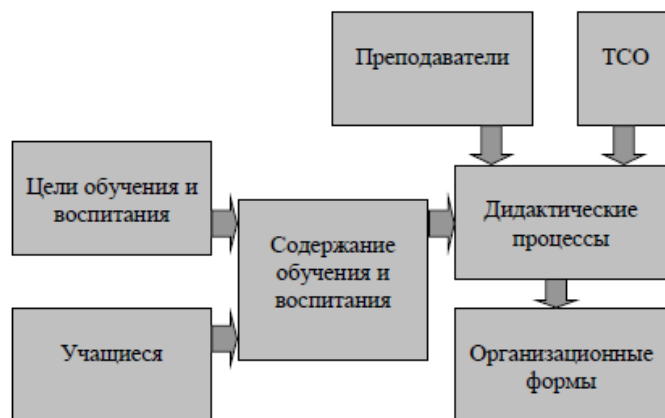 Преподаватели
ТСО
Цели обучения и
воспитания
Содержание
обучения и
воспитания
Дидактические
процессы
Учащиеся
Организационные
формы